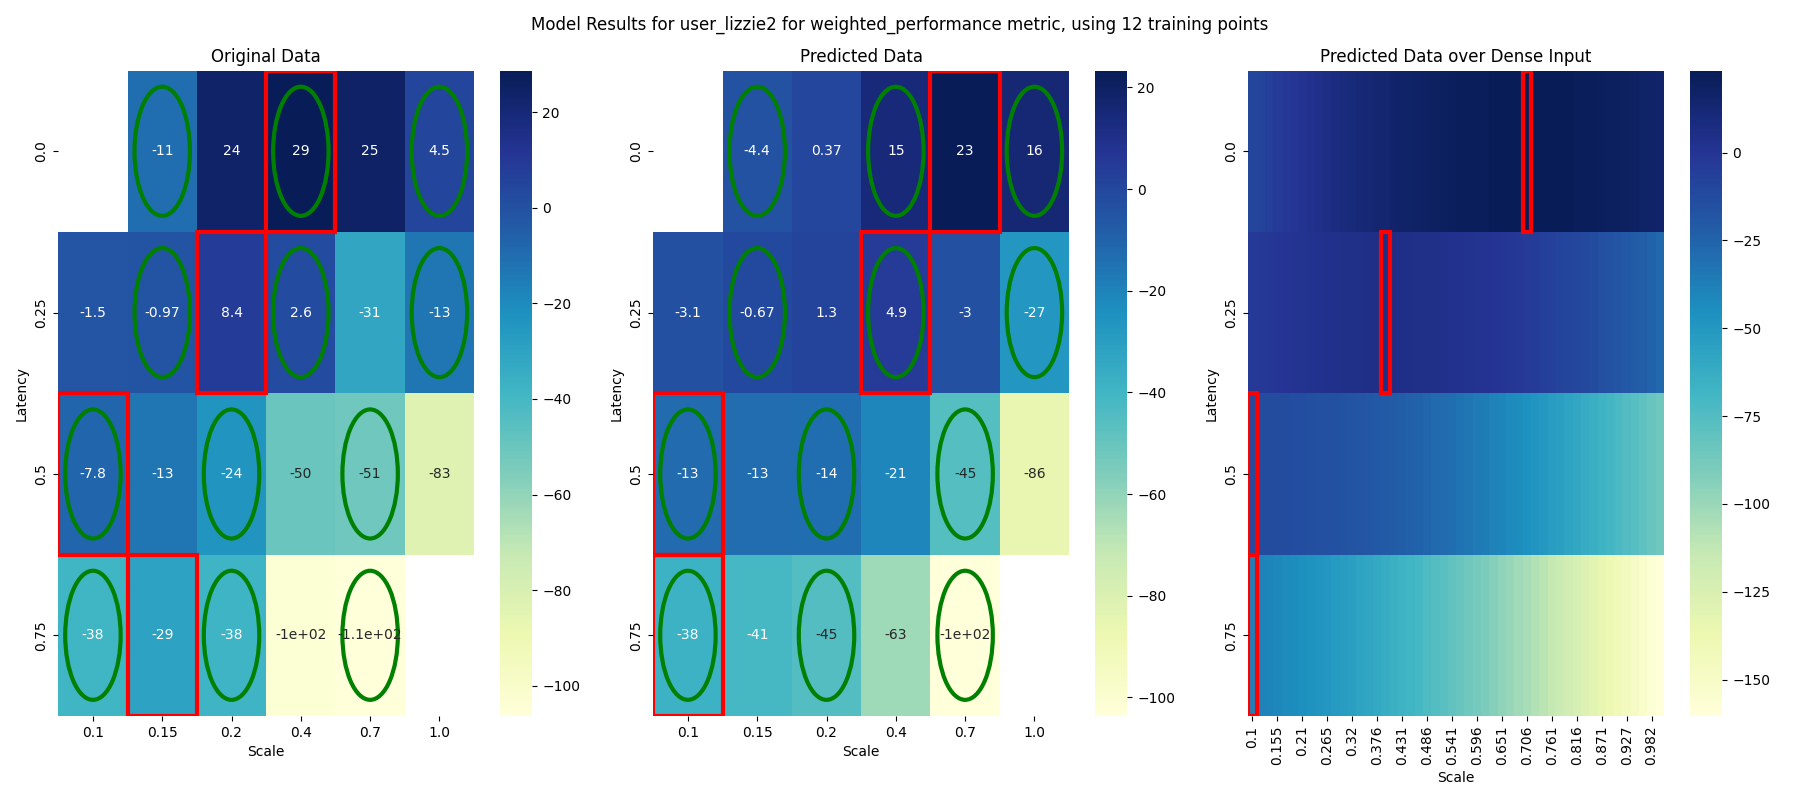 Model Results for user_lizzie2 for weighted_performance metric, using 12 training points
Original Data
Latency
0.0
0.25
0.5
0.75
-11 24 29 25 4.5
-1.5 -0.97 8.4 2.6 -31 -13
-7.8 -13 -24 -50 -51 -83
-38 -29 -38 -1e+02 -1.1e+02
0.1 0.15 0.2 0.4 0.7 1.0
Scale
20
0
−20
−40
−60
−80
−100
Predicted Data
Latency
0.0
0.25
0.5
0.75
-4.4 0.37 15 23 16
-3.1 -0.67 1.3 4.9 -3 -27
-13 -13 -14 -21 -45 -86
-38 -41 -45 -63 -1e+02
0.1 0.15 0.2 0.4 0.7 1.0
Scale
20
0
−20
−40
−60
−80
−100
Predicted Data over Dense Input
Latency
0.0
0.25
0.5
0.75
0.1 0.155 0.21 0.265 0.32 0.376 0.431 0.486 0.541 0.596 0.651 0.706 0.761 0.816 0.871 0.927 0.982
Scale
0
−25
−50
−75
−100
−125
−150